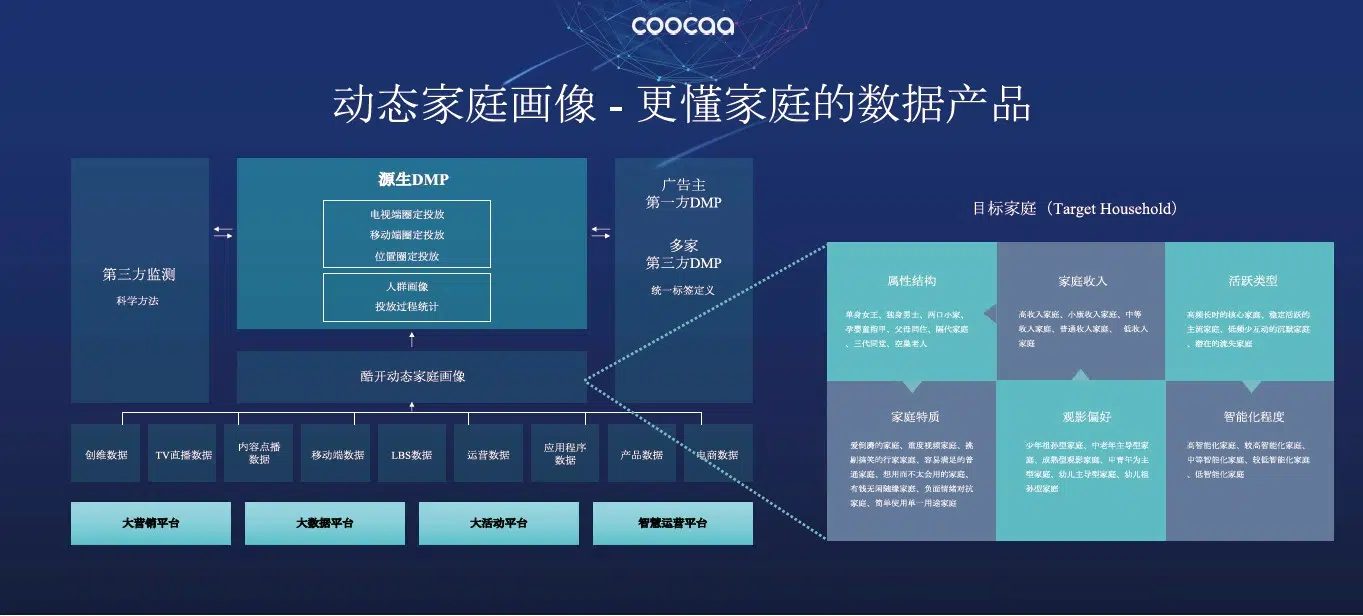 coocaa
动态家庭画像 - 更懂家庭的数据产品
第三方监测
科学方法
源生DMP
电视端圈定投放
移动端圈定投放
位置圈定投放
人群画像
投放过程统计
广告主
第一方DMP
多家
第三方DMP
统一标签定义
酷开动态家庭画像
创维数据
TV直播数据
内容点播
数据
移动端数据
LBS数据
运营数据
应用程序
数据
产品数据
电商数据
大营销平台
大数据平台
大活动平台
智慧运营平台
目标家庭（Target Household）
属性结构
单身女王、独身勇士、两口小家、
孕婴童指甲、父母同住、隔代家庭
、三代同堂、空巢老人
家庭收入
高收入家庭、小康收入家庭、中等
收入家庭、普通收入家庭、 低收入
家庭
活跃类型
高频长时的核心家庭、稳定活跃的
主流家庭、低频少互动的沉默家庭
、潜在的流失家庭
家庭特质
爱倒腾的家庭、重度视频家庭、挑
剔搞笑的行家家庭、容易满足的普
通家庭、想用而不太会用的家庭、
有钱无闲随缘家庭、负面情绪对抗
家庭、简单使用单一用途家庭
观影偏好
少年祖孙型家庭、中老年主导型家
庭、成熟型观影家庭、中青年为主
型家庭、幼儿主导型家庭、幼儿祖
孙型家庭
智能化程度
高智能化家庭、较高智能化家庭、
中等智能化家庭、较低智能化家庭
、低智能化家庭